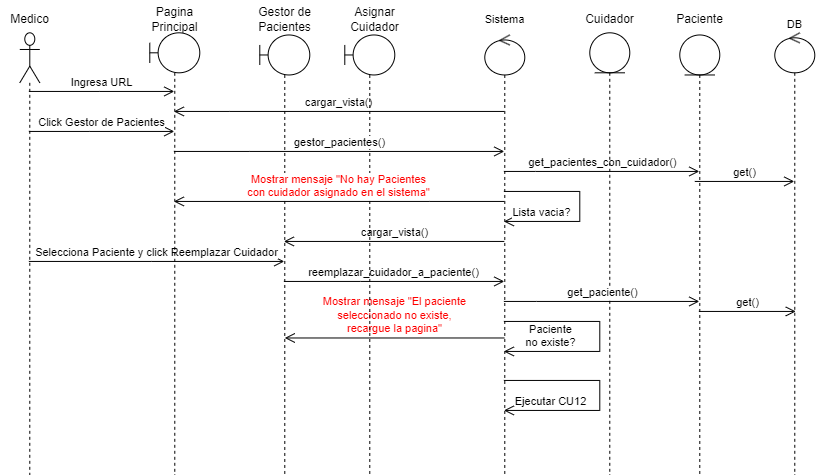 Medico
Pagina
Principal
Gestor de
Pacientes
Asignar
Cuidador
Sistema
Cuidador
Paciente
DB
Ingresa URL
cargar_vista()
Click Gestor de Pacientes
gestor_pacientes()
get_pacientes_con_cuidador()
get()
Mostrar mensaje "No hay Pacientes
con cuidador asignado en el sistema"
Lista vacia?
cargar_vista()
Selecciona Paciente y click Reemplazar Cuidador
reemplazar_cuidador_a_paciente()
get_paciente()
get()
Mostrar mensaje "El paciente
seleccionado no existe,
recargue la pagina"
Paciente
no existe?
Ejecutar CU12